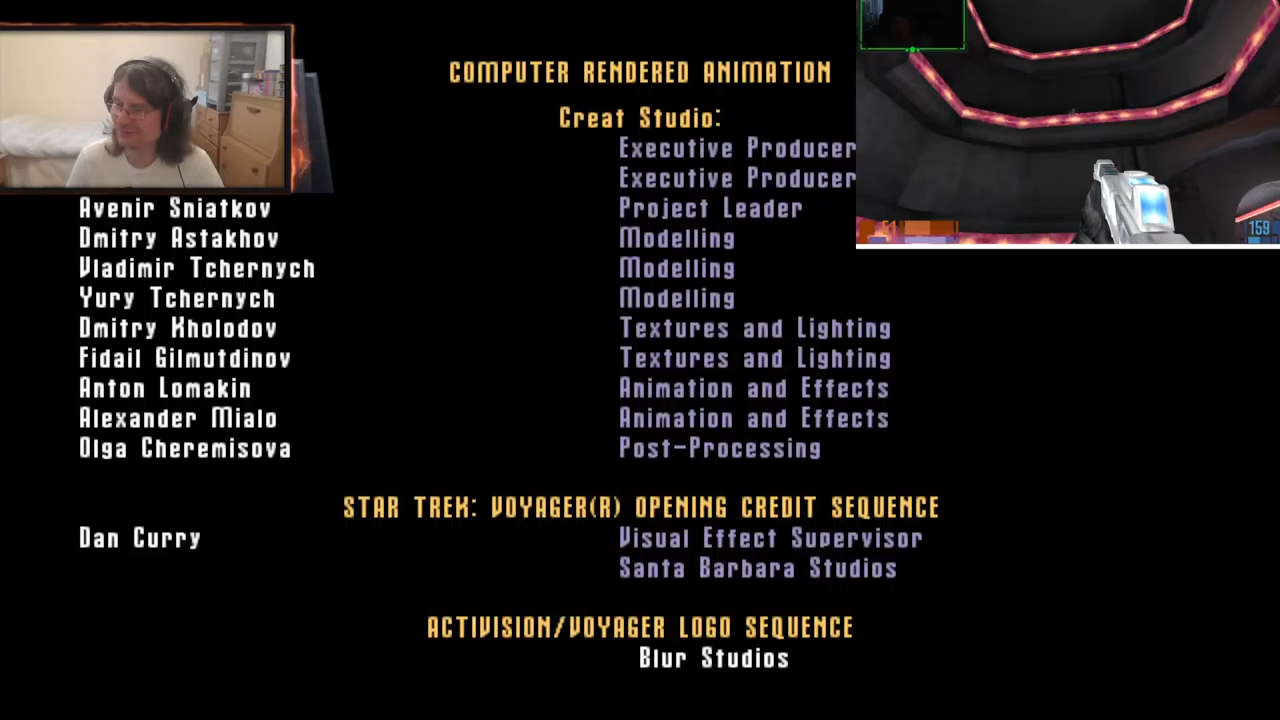 COMPUTER RENDERED ANIMATION
Creat Studio:
Executive Producer
Executive Producer
Avenir Sniatkov Project Leader
Dmitry Astakhov Modelling
Vladimir Tchernych Modelling
Yury Tchernych Modelling
Dmitry Kholodov Textures and Lighting
Fidail Gilmutdinov Textures and Lighting
Anton Lomakin Animation and Effects
Alexander Mialo Animation and Effects
Olga Cheremisova Post-Processing
STAR TREK: VOYAGER(R) OPENING CREDIT SEQUENCE
Dan Curry Visual Effect Supervisor
Santa Barbara Studios
ACTIVISION/VOYAGER LOGO SEQUENCE
Blur Studios
159